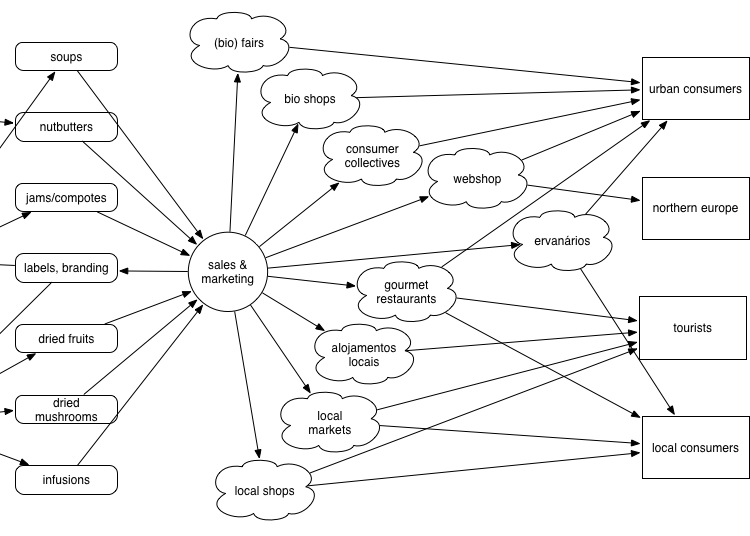 soups
nutbutters
jams/compotes
labels, branding
dried fruits
dried
mushrooms
infusions
sales &
marketing
(bio) fairs
bio shops
consumer
collectives
webshop
ervanários
gourmet
restaurants
alojamentos
locais
local
markets
local shops
urban consumers
northern europe
tourists
local consumers